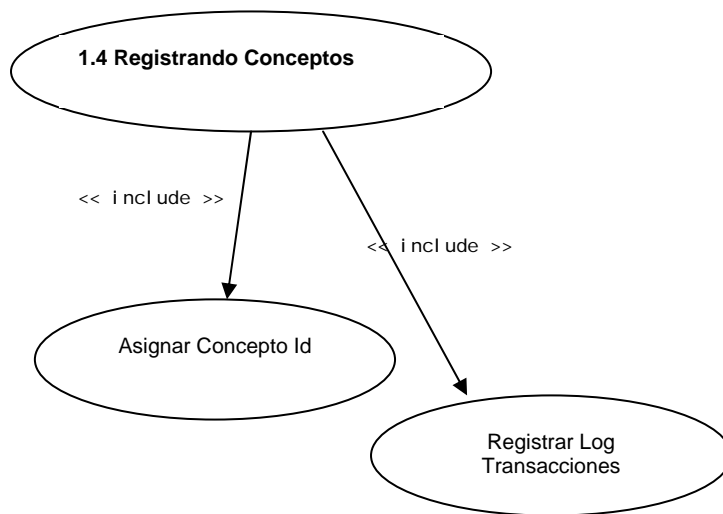 1.4 Registrando Conceptos
<< include >>
<< include >>
Asignar Concepto Id
Registrar Log
Transacciones